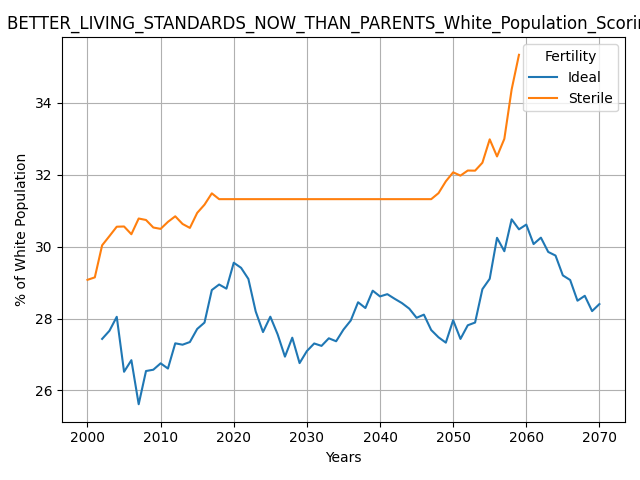 BETTER_LIVING_STANDARDS_NOW_THAN_PARENTS_White_Population_Scorin
Fertility
Ideal
Sterile
% of White Population
34
32
30
28
26
2000 2010 2020 2030 2040 2050 2060 2070
Years